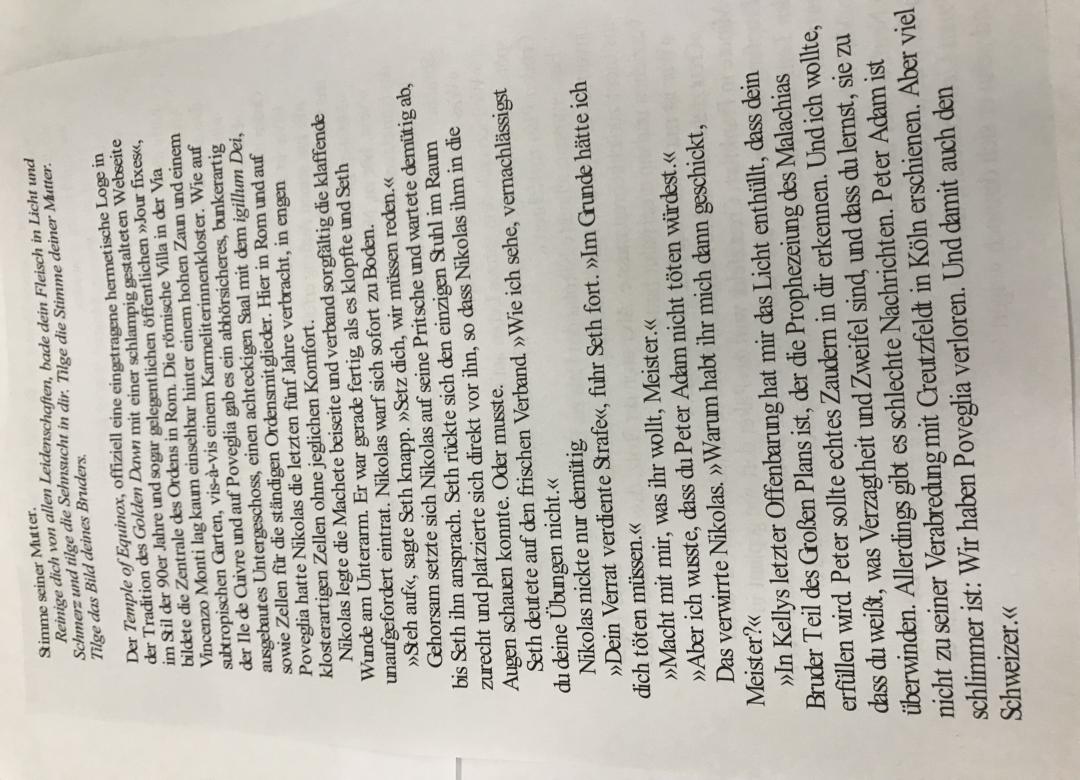 Stimme seiner Mutter.
Reinige dich von allen Leidenschaften, bade dein Fleisch in Licht und
Schmerz und tilge die Sehnsucht in dir. Tilge die Stimme deiner Mutter.
Tilge das Bild deines Bruders.
Der Temple of Equinox, offiziell eine eingetragene hermetische Loge in
der Tradition des Golden Dawn mit einer schlampig gestalteten Webseite
im Stil der 90er Jahre und sogar gelegentlichen öffentlichen »Jour fixes«,
bildete die Zentrale des Ordens in Rom. Die römische Villa in der Via
Vincenzo Monti lag kaum einsehbar hinter einem hohen Zaun und einem
subtropischen Garten, vis-à-vis einem Karmeliterinnenkloster. Wie auf
der Ile de Cuivre und auf Poveglia gab es ein abhörsicheres, bunkerartig
ausgebautes Untergeschoss, einen achteckigen Saal mit dem igillum Dei,
sowie Zellen für die ständigen Ordensmitglieder. Hier in Rom und auf
Poveglia hatte Nikolas die letzten fünf Jahre verbracht, in engen
klosterartigen Zellen ohne jeglichen Komfort.
Nikolas legte die Machete beiseite und verband sorgfältig die klaffende
Wunde am Unterarm. Er war gerade fertig, als es klopfte und Seth
unaufgefordert eintrat. Nikolas warf sich sofort zu Boden.
»Steh auf«, sagte Seth knapp. »Setz dich, wir müssen reden.«
Gehorsam setzte sich Nikolas auf seine Pritsche und wartete demütig ab,
bis Seth ihn ansprach. Seth rückte sich den einzigen Stuhl im Raum
zurecht und platzierte sich direkt vor ihn, so dass Nikolas ihm in die
Augen schauen konnte. Oder musste.
Seth deutete auf den frischen Verband. »Wie ich sehe, vernachlässigst
du deine Übungen nicht.«
Nikolas nickte nur demütig
»Dein Verrat verdiente Strafe«, fuhr Seth fort. »Im Grunde hätte ich
dich töten müssen.«
»Macht mit mir, was ihr wollt, Meister.«
»Aber ich wusste, dass du Peter Adam nicht töten würdest.«
Das verwirrte Nikolas. »Warum habt ihr mich dann geschickt,
Meister?«
»In Kellys letzter Offenbarung hat mir das Licht enthüllt, dass dein
Bruder Teil des Großen Plans ist, der die Prophezeiung des Malachias
erfüllen wird Peter sollte echtes Zaudern in dir erkennen. Und ich wollte,
dass du weißt, was Verzagtheit und Zweifel sind, und dass du lernst, sie zu
überwinden. Allerdings gibt es schlechte Nachrichten. Peter Adam ist
nicht zu seiner Verabredung mit Creutzfeldt in Köln erschienen. Aber viel
schlimmer ist: Wir haben Poveglia verloren. Und damit auch den
Schweizer.«